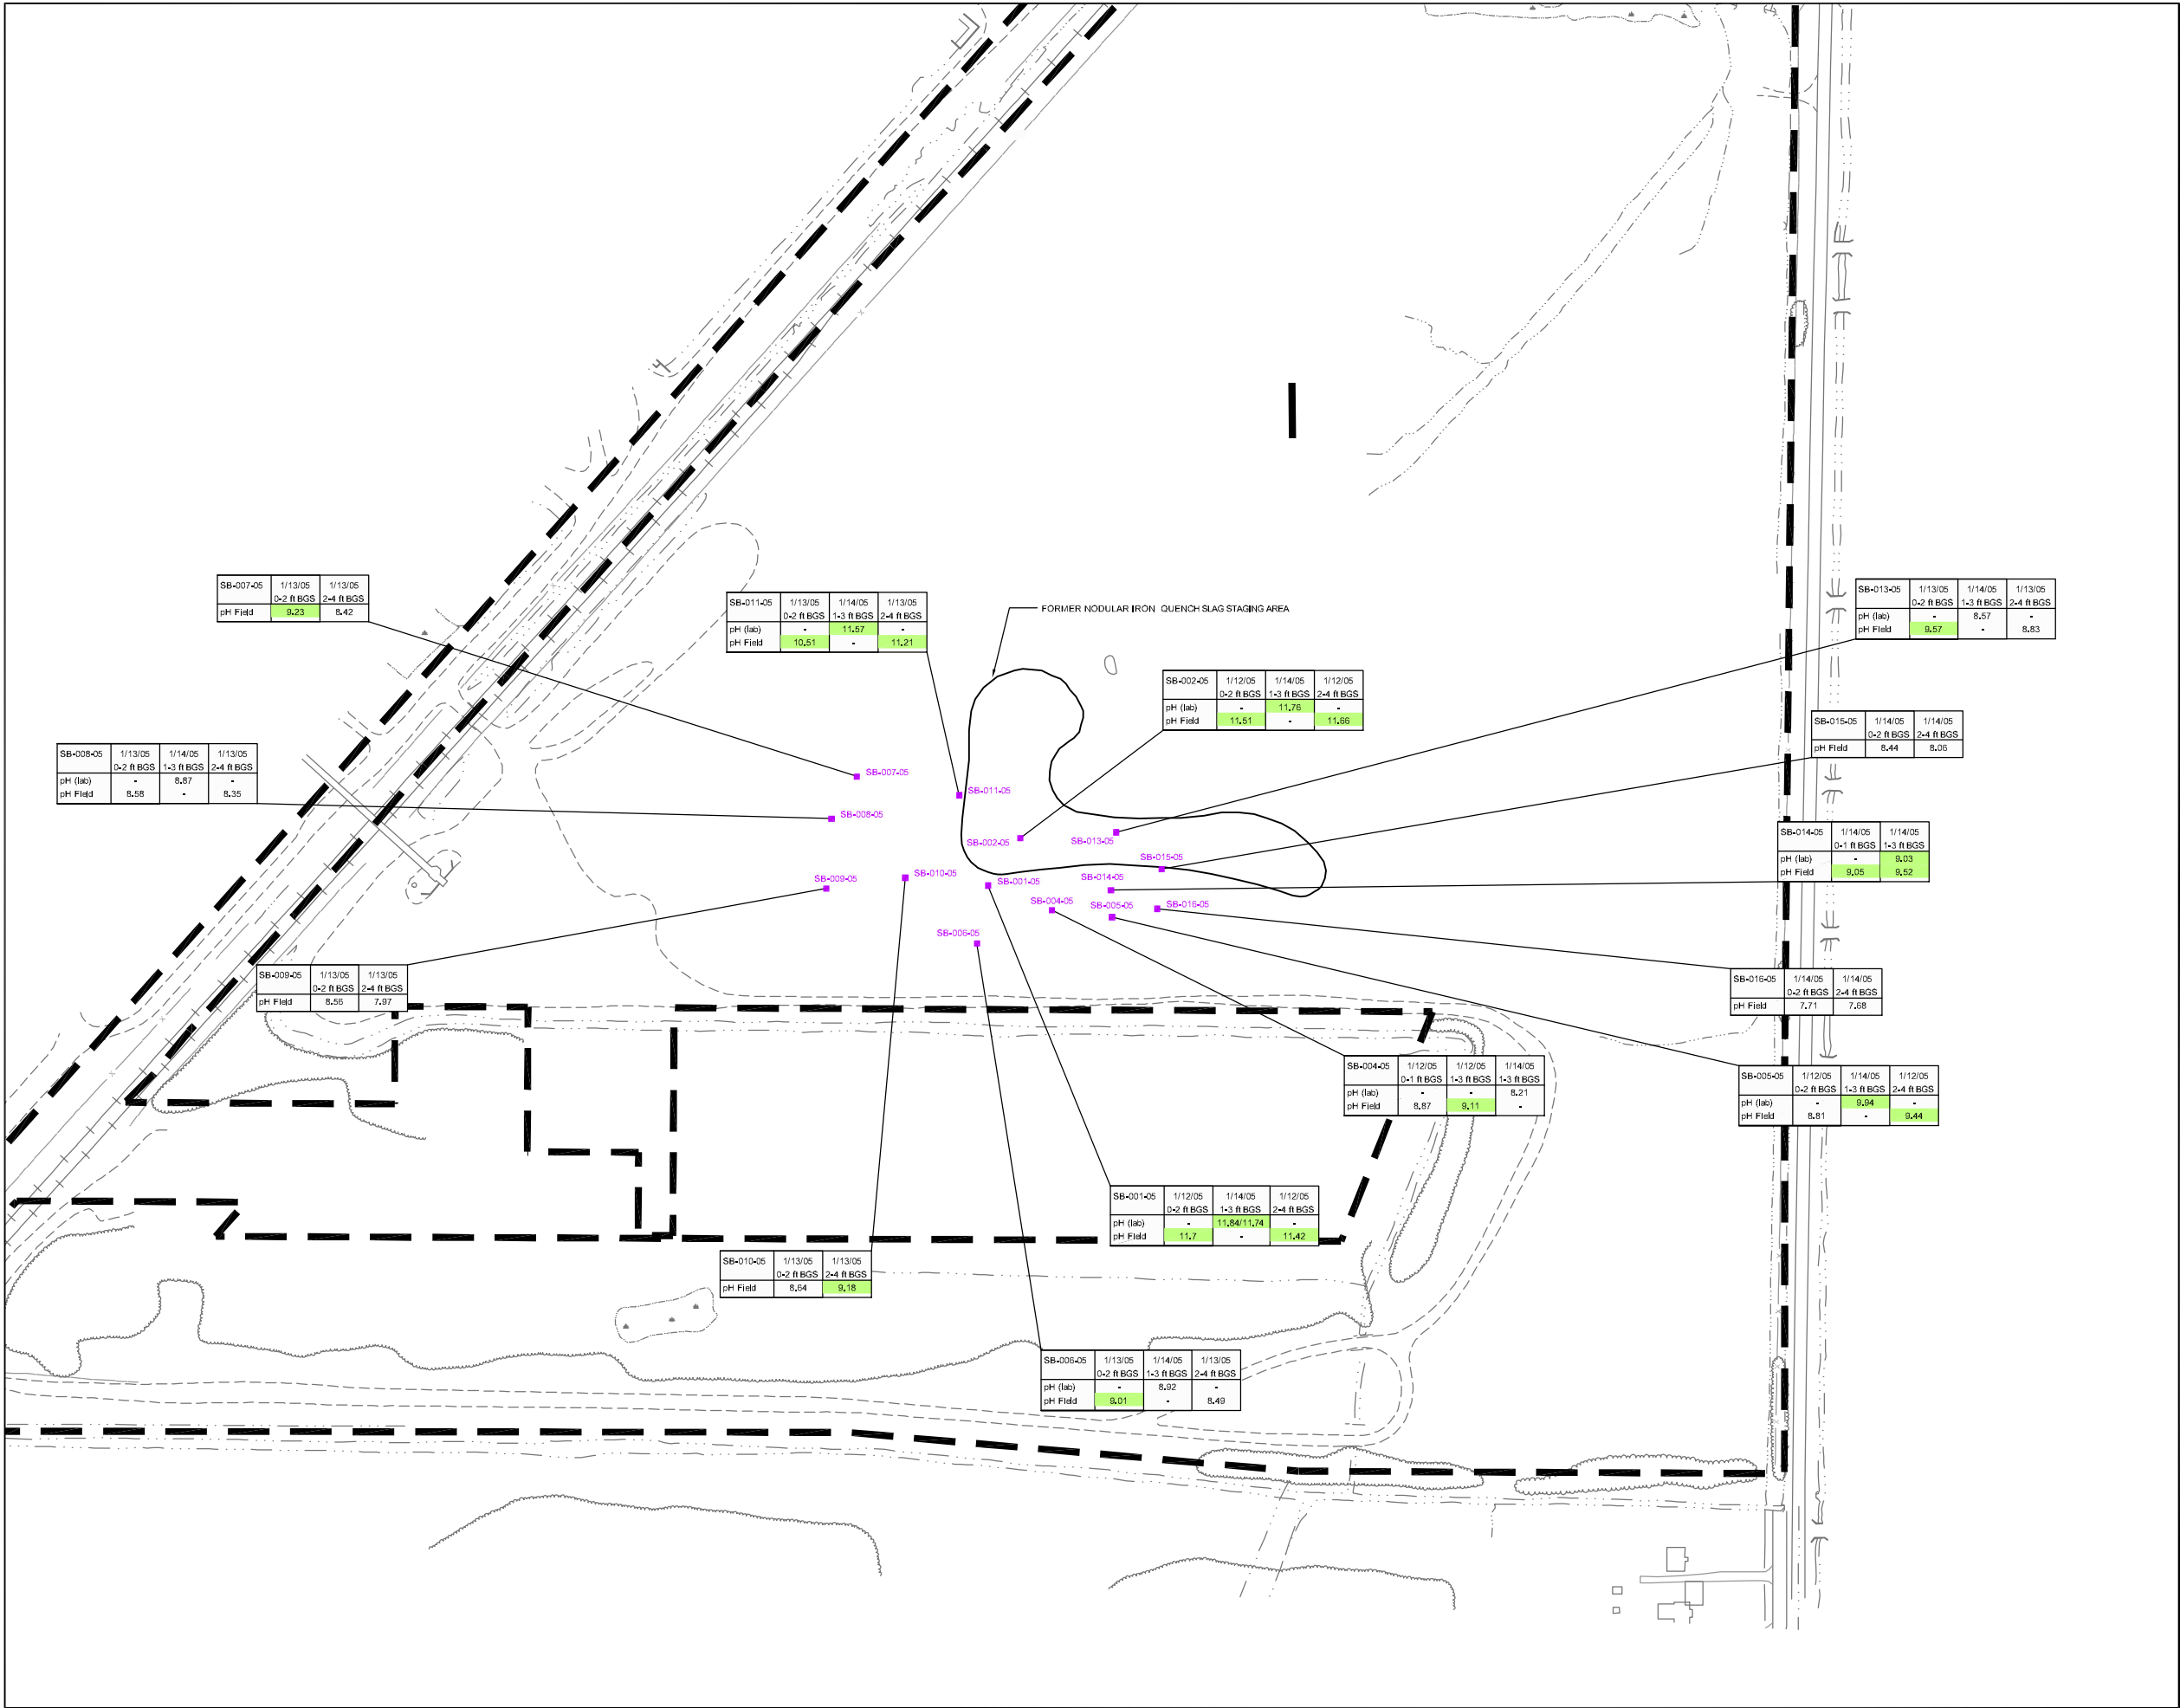 SB-007-05 1/13/05 1/13/05
0-2 ft BGS 2-4 ft BGS
pH Field 9.23 8.42
SB-011-05 1/13/05 1/14/05 1/13/05
0-2 ft BGS 1-3 ft BGS 2-4 ft BGS
pH (lab) - 11.57 -
pH Field 10.51 - 11.21
FORMER NODULAR IRON QUENCH SLAG STAGING AREA
SB-013-05 1/13/05 1/14/05 1/13/05
0-2 ft BGS 1-3 ft BGS 2-4 ft BGS
pH (lab) - 8.57 -
pH Field 9.57 - 8.83
SB-002-05 1/12/05 1/14/05 1/12/05
0-2 ft BGS 1-3 ft BGS 2-4 ft BGS
pH (lab) - 11.76 -
pH Field 11.51 - 11.66
SB-015-05 1/14/05 1/14/05
0-2 ft BGS 2-4 ft BGS
pH Field 8.44 8.06
SB-008-05 1/13/05 1/14/05 1/13/05
0-2 ft BGS 1-3 ft BGS 2-4 ft BGS
pH (lab) - 8.87 -
pH Field 8.58 - 8.35
SB-007-05
SB-011-05
SB-008-05
SB-002-05
SB-013-05
SB-015-05
SB-014-05 1/14/05 1/14/05
0-1 ft BGS 1-3 ft BGS
pH (lab) - 9.03
pH Field 9.05 9.52
SB-009-05
SB-010-05
SB-001-05
SB-014-05
SB-004-05
SB-005-05
SB-016-05
SB-006-05
SB-009-05 1/13/05 1/13/05
0-2 ft BGS 2-4 ft BGS
pH Field 8.56 7.97
SB-016-05 1/14/05 1/14/05
0-2 ft BGS 2-4 ft BGS
pH Field 7.71 7.68
SB-004-05 1/12/05 1/12/05 1/14/05
0-1 ft BGS 1-3 ft BGS 1-3 ft BGS
pH (lab) - - 8.21
pH Field 8.87 9.11 -
SB-005-05 1/12/05 1/14/05 1/12/05
0-2 ft BGS 1-3 ft BGS 2-4 ft BGS
pH (lab) - 9.94 -
pH Field 8.81 - 9.44
SB-001-05 1/12/05 1/14/05 1/12/05
0-2 ft BGS 1-3 ft BGS 2-4 ft BGS
pH (lab) - 11.84/11.74 -
pH Field 11.7 - 11.42
SB-010-05 1/13/05 1/13/05
0-2 ft BGS 2-4 ft BGS
pH Field 8.64 9.18
SB-006-05 1/13/05 1/14/05 1/13/05
0-2 ft BGS 1-3 ft BGS 2-4 ft BGS
pH (lab) - 8.92 -
pH Field 9.01 - 8.49